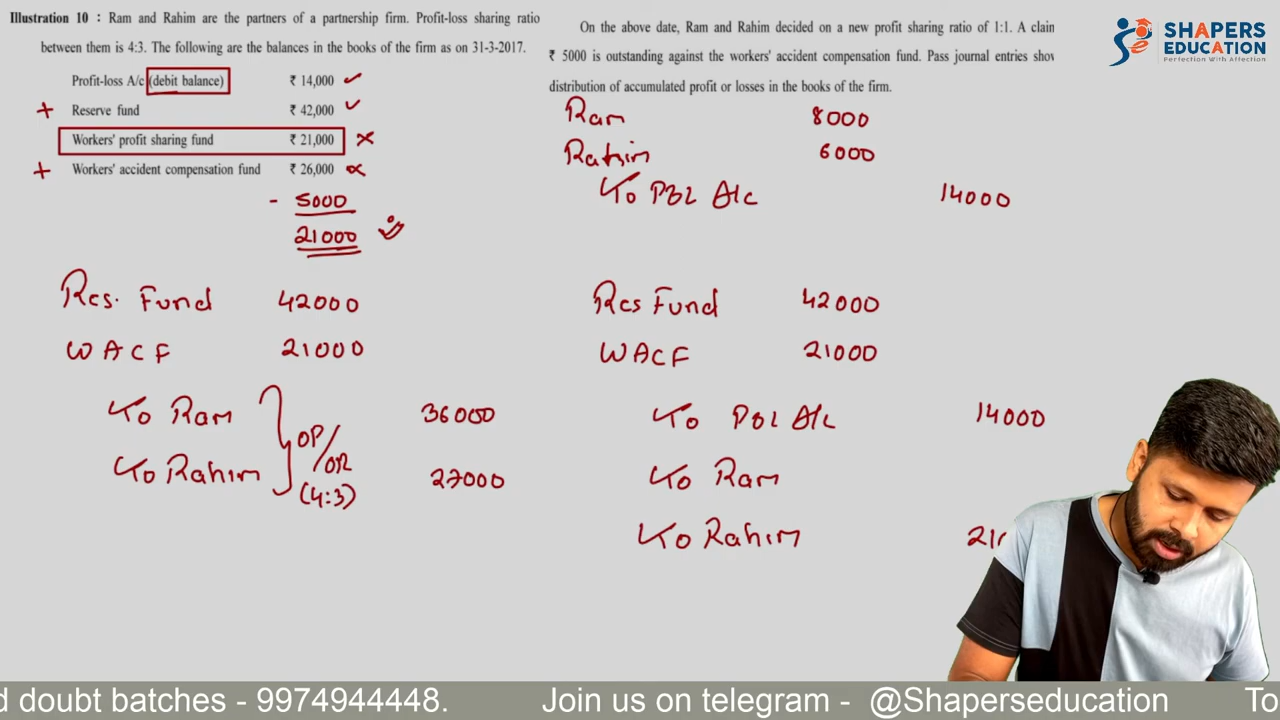 Illustration 10 : Ram and Rahim are the partners of a partnership firm. Profit-loss sharing ratio
between them is 4:3. The following are the balances in the books of the firm as on 31-3-2017.
Profit-loss A/c (debit balance) ₹ 14,000
+ Reserve fund ₹ 42,000
Workers' profit sharing fund ₹ 21,000
+ Workers' accident compensation fund ₹ 26,000
- 5000
21000
Res. Fund 42000
WACF 21000
To Ram 36000
To Rahim 27000
OP/
OR
(4:3)
On the above date, Ram and Rahim decided on a new profit sharing ratio of 1:1. A claim
₹ 5000 is outstanding against the workers' accident compensation fund. Pass journal entries
distribution of accumulated profit or losses in the books of the firm.
Ram 8000
Rahim 6000
To P&L A/c 14000
Res Fund 42000
WACF 21000
To P&L A/c 14000
To Ram
To Rahim
SHAPERS
EDUCATION
Perfection With Affection
doubt batches - 9974944448. Join us on telegram - @Shaperseducation To